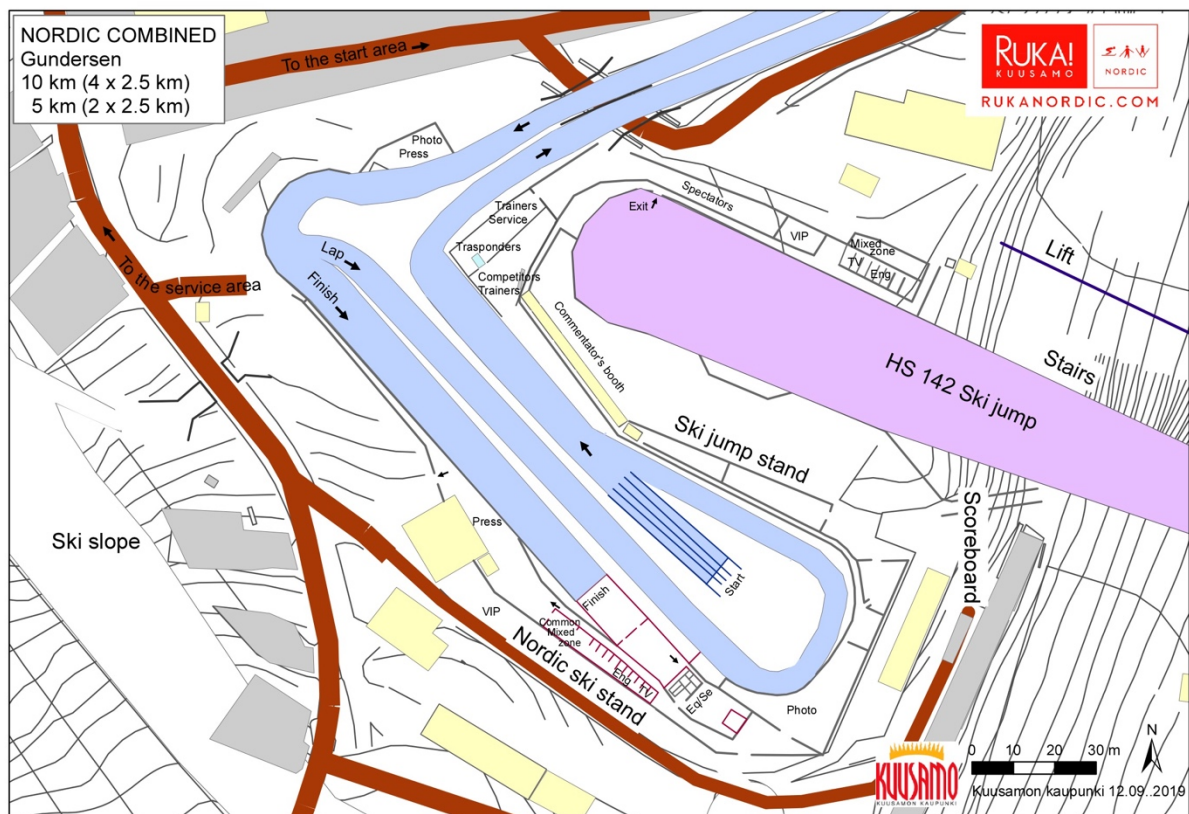 NORDIC COMBINED
Gundersen
10 km (4 x 2.5 km)
5 km (2 x 2.5 km)
To the start area
RUKA!
KUUSAMO
NORDIC
RUKANORDIC.COM
Photo
Press
Trainers
Service
Trasponders
Competitors
Trainers
Exit
Spectators
VIP
Mixed
zone
TV
Eng
Lift
Stairs
Lap
Finish
To the service area
Commentator's booth
HS 142 Ski jump
Ski jump stand
Scoreboard
Ski slope
Press
VIP
Start
Finish
Common
Mixed
zone
Eng
TV
Eq/Se
Nordic ski stand
Photo
KUUSAMO
KUUSAMON KAUPUNKI
0 10 20 30 m
N
Kuusamon kaupunki 12.09..2019